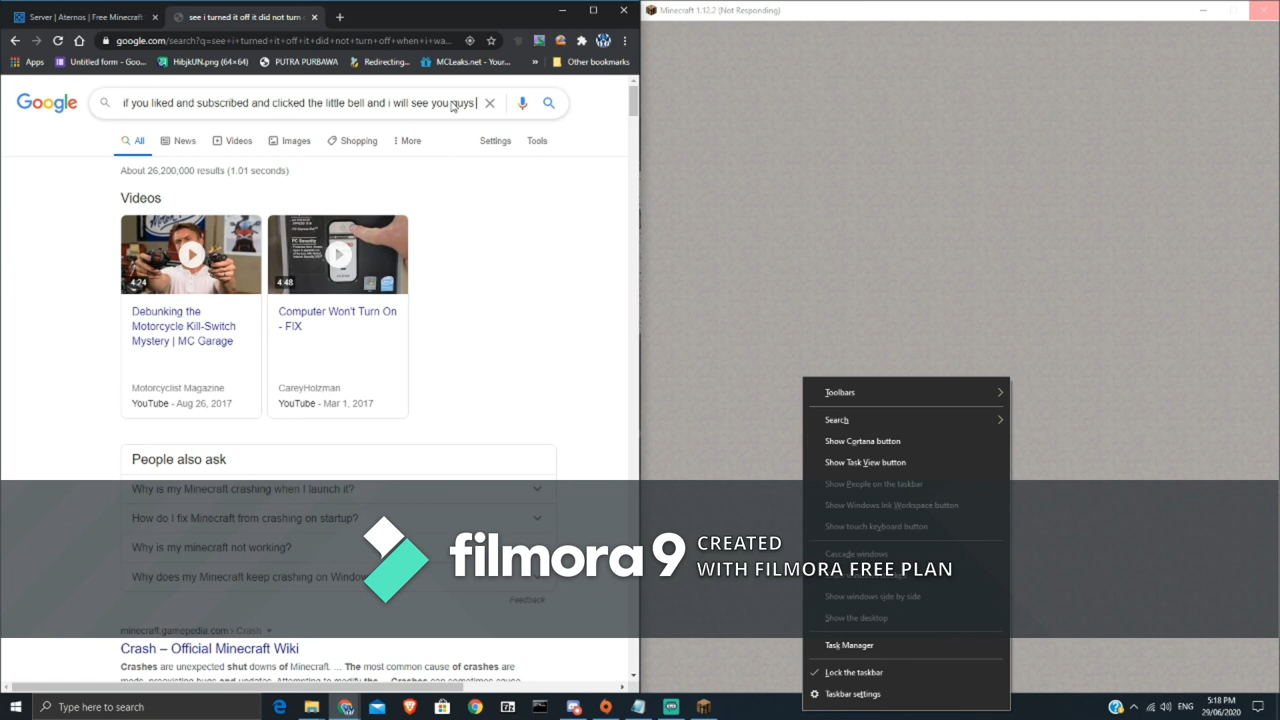 Server | Aternos | Free Minecraft
see i turned it off it did not turn
Minecraft 1.12.2 (Not Responding)
google.com/search?q=see+i+turned+it+off+it+did+not+turn+off+when+i+wa...
Apps
Untitled form - Goo...
HibjkUN.png (64×64)
PUTRA PURBAWA
Redirecting...
MCLeaks.net - Your...
»
Other bookmarks
Google
if you liked and subscribed and clicked the little bell and i will see you guys
All
News
Videos
Images
Shopping
More
Settings
Tools
About 26,200,000 results (1.01 seconds)
Videos
4:24
4:48
Debunking the
Motorcycle Kill-Switch
Mystery | MC Garage
Motorcyclist Magazine
YouTube - Aug 26, 2017
Computer Won't Turn On
- FIX
CareyHolzman
YouTube - Mar 1, 2017
People also ask
Why is my Minecraft crashing when I launch it?
How do I fix Minecraft from crashing on startup?
Why is my minecraft not working?
Why does my Minecraft keep crashing on Windo
Feedback
minecraft.gamepedia.com › Crash
Crash – Official Minecraft Wiki
Crashes are unexpected shut downs of Minecraft. ... The most common cause of crashes are
Toolbars
Search
Show Cortana button
Show Task View button
Show People on the taskbar
Show Windows Ink Workspace button
Show touch keyboard button
Cascade windows
Show windows side by side
Show the desktop
Task Manager
Lock the taskbar
Taskbar settings
filmora9
CREATED
WITH FILMORA FREE PLAN
Type here to search
ENG
5:18 PM
29/06/2020